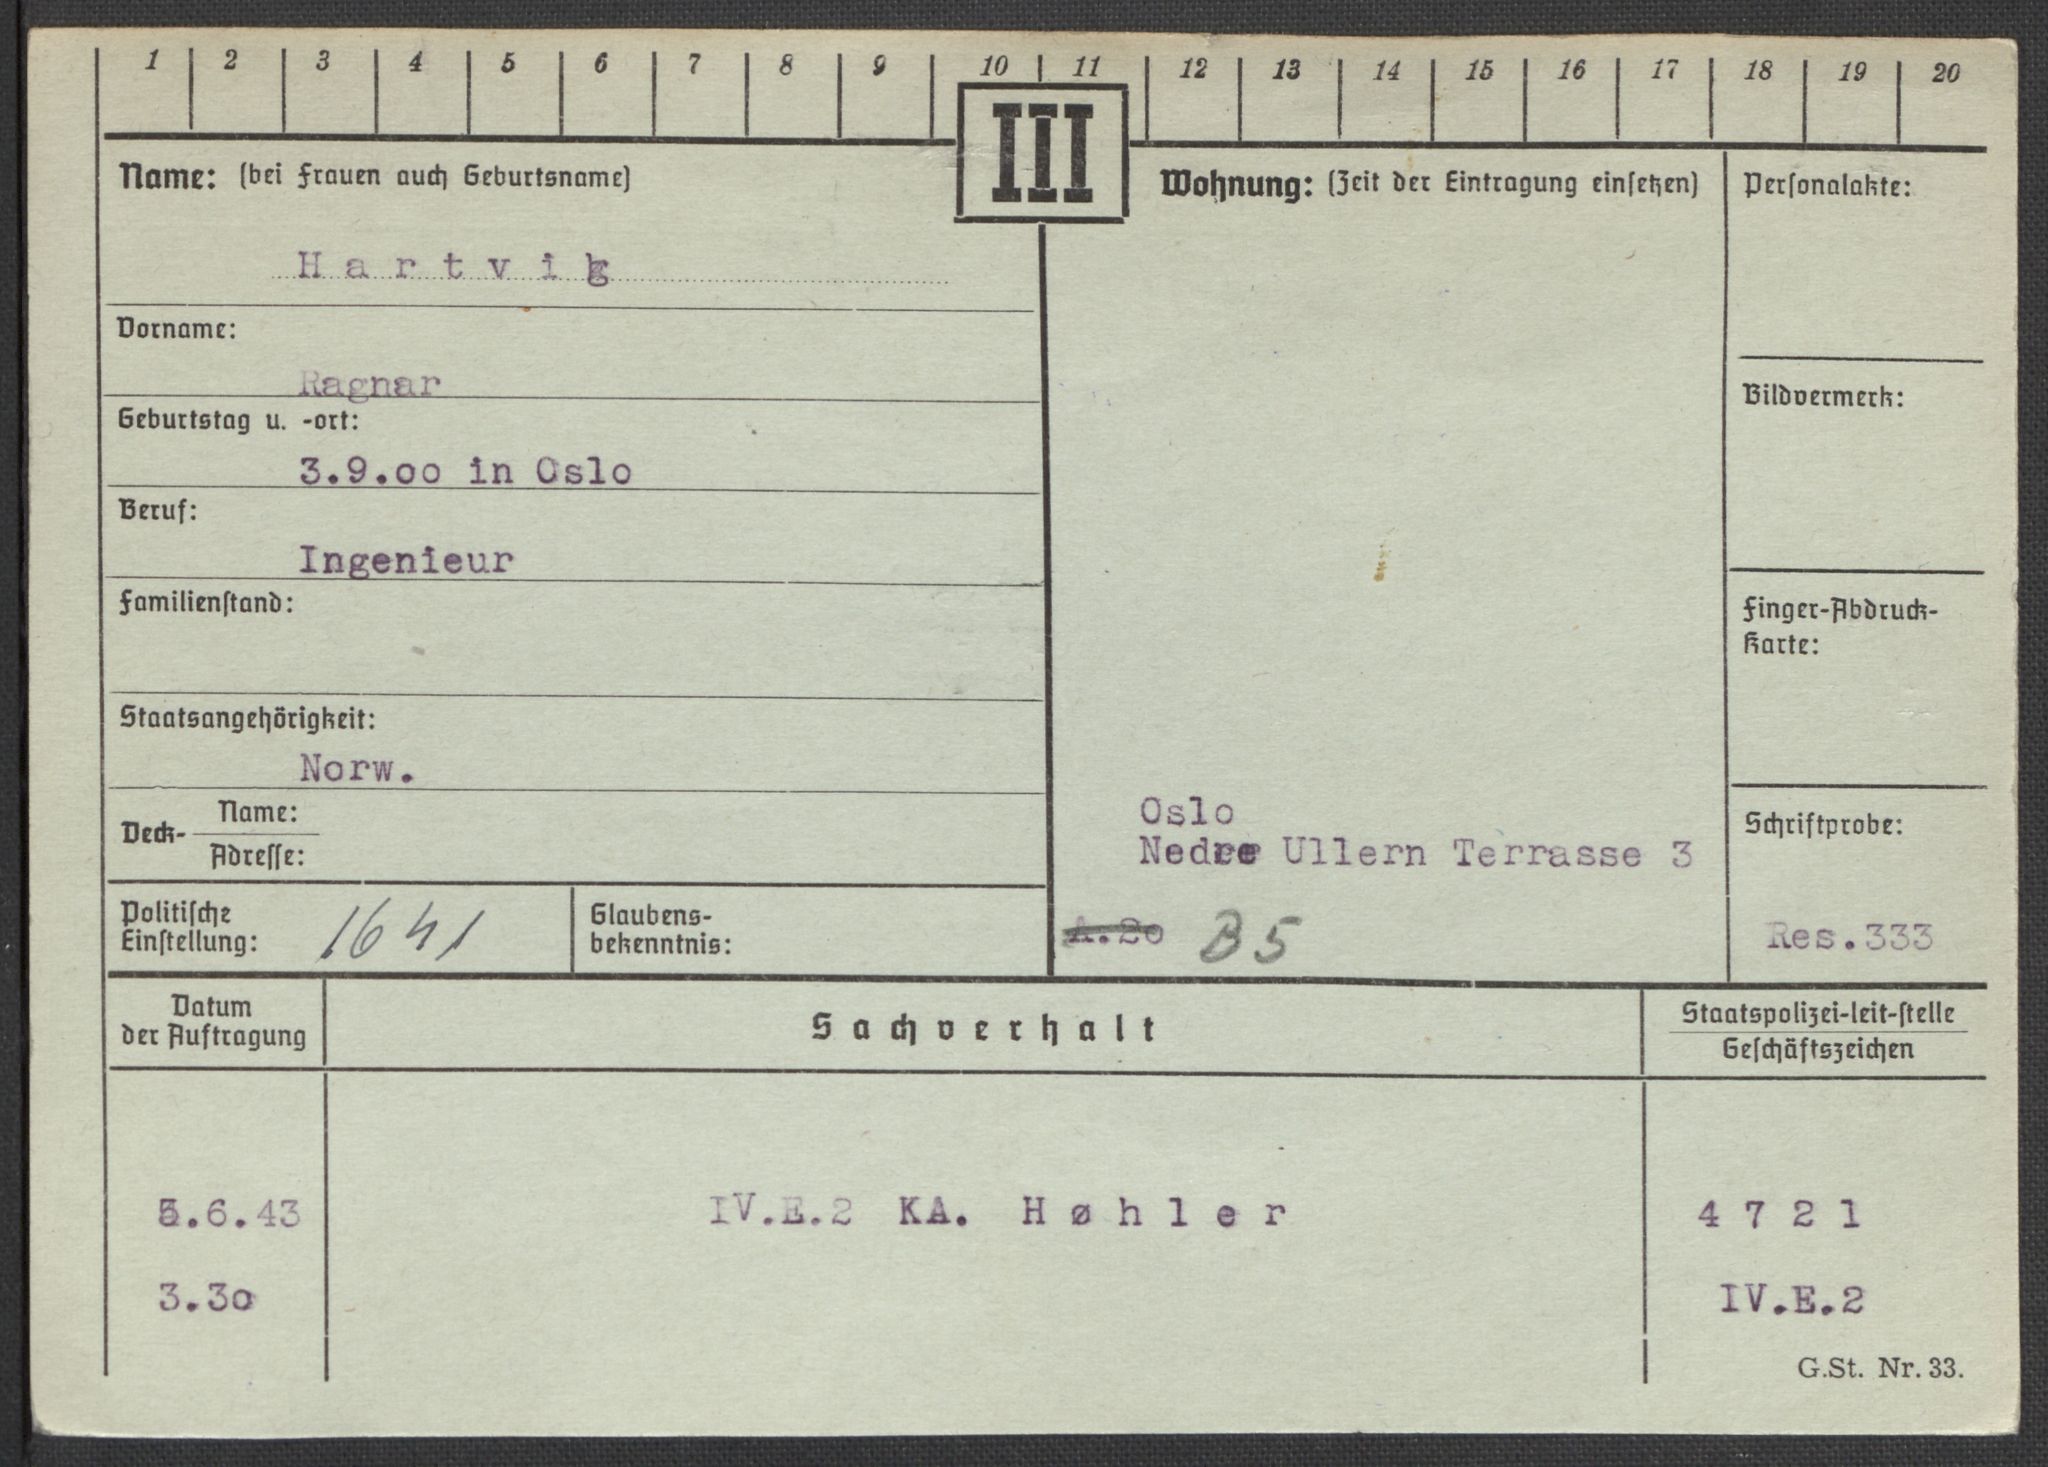 1 2 3 4 5 6 7 8 9 10 11 12 13 14 15 16 17 18 19 20
III
Name: (bei Frauen auch Geburtsname)
Hartvig
Vorname:
Ragnar
Geburtstag u. -ort:
3.9.00 in Oslo
Beruf:
Ingenieur
Familienſtand:
Staatsangehörigkeit:
Norw.
Deck-
Name:
Adreſſe:
Politiſche
Einſtellung:
1641
Glaubens-
bekenntnis:
Wohnung: (Zeit der Eintragung einſetzen)
Oslo
Nedre Ullern Terrasse 3
A.20 B5
Perſonalakte:
Bildvermerk:
Finger-Abdruck-
Karte:
Schriftprobe:
Res.333
Datum
der Auftragung
Sachverhalt
Staatspolizei-leit-ſtelle
Geſchäftszeichen
.6.43 IV.E.2 KA. Høhler 4721
3.30 IV.E.2
G.St. Nr. 33.